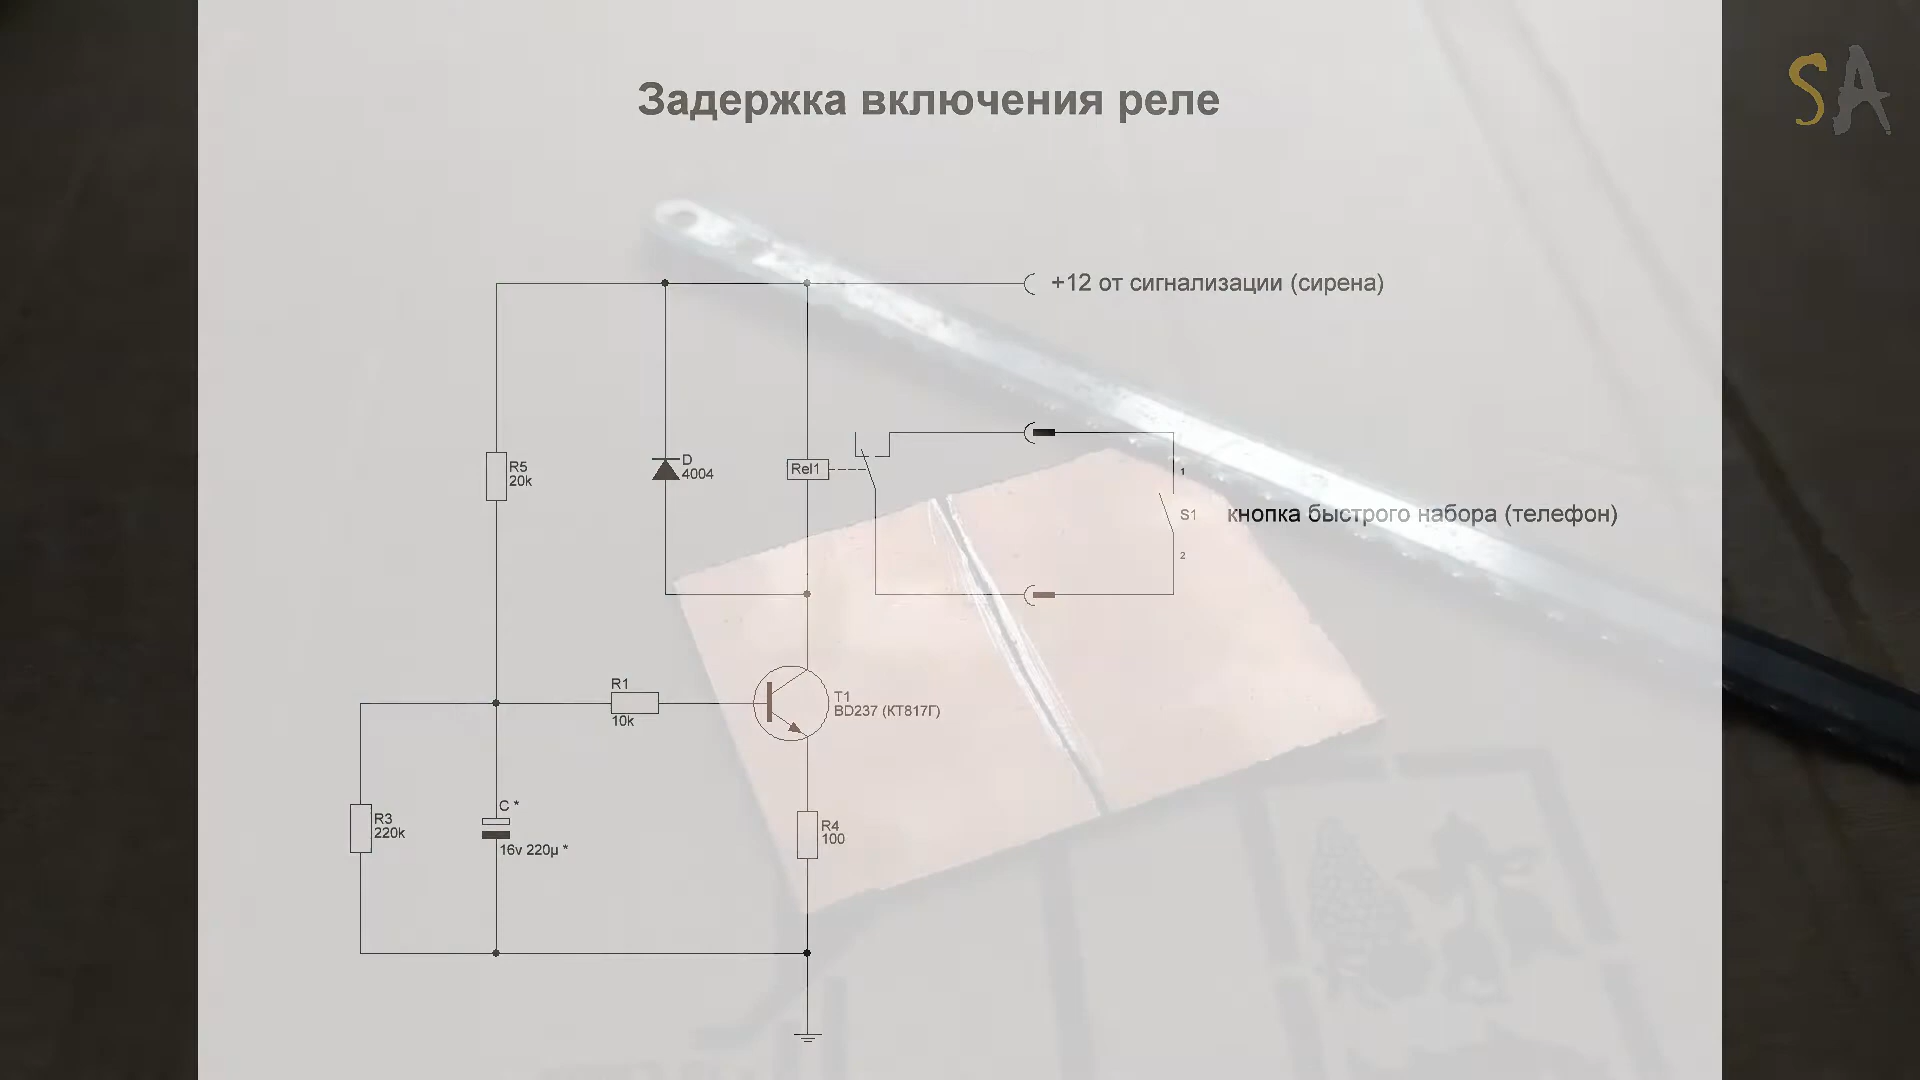 Задержка включения реле
SA
+12 от сигнализации (сирена)
R5
20k
D
4004
Rel1
1
S1
кнопка быстрого набора (телефон)
2
R1
10k
T1
BD237 (КТ817Г)
C *
16v 220µ *
R3
220k
R4
100